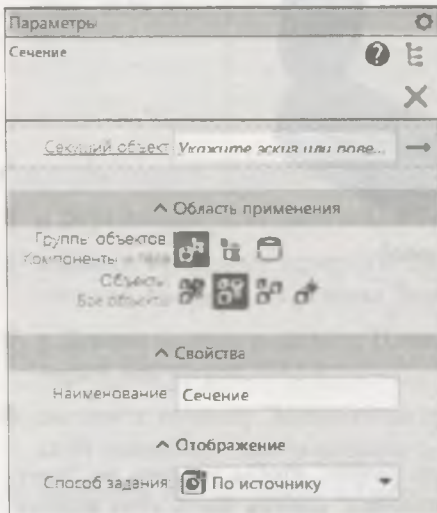 Параметры
Сечение
Секущий объект Укажите эскиз или пове...
Область применения
Группы объектов
Компоненты и тела
Объекты
Все объекты
Свойства
Наименование Сечение
Отображение
Способ задания По источнику